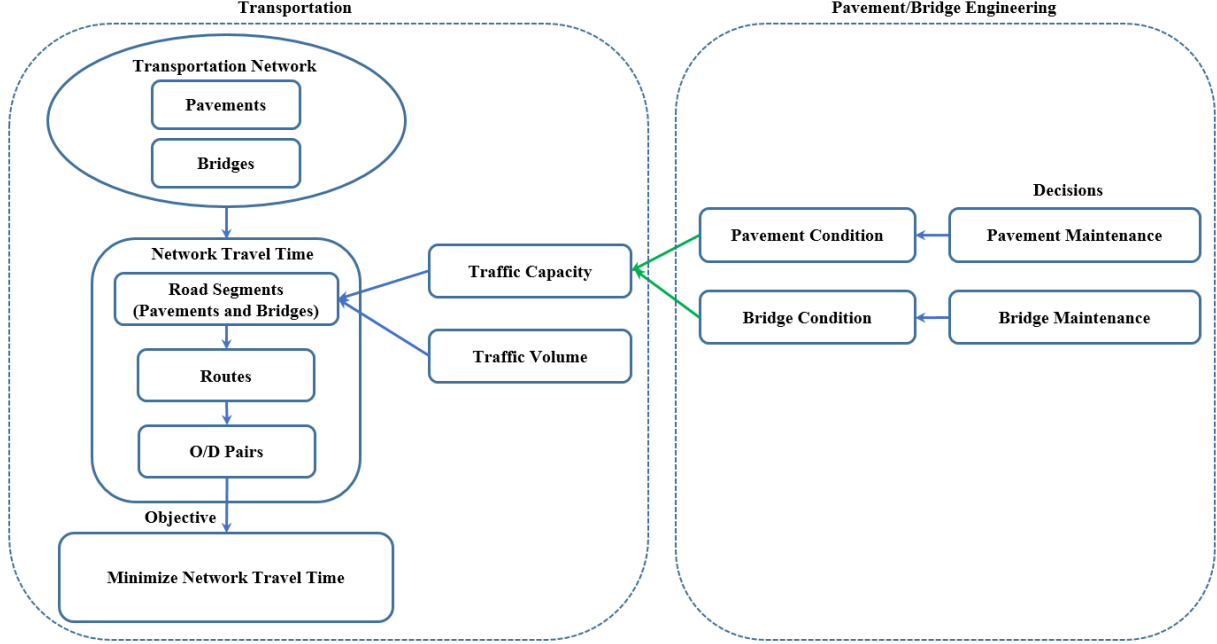 Transportation
Pavement/Bridge Engineering
Transportation Network
Pavements
Bridges
Network Travel Time
Road Segments
(Pavements and Bridges)
Routes
O/D Pairs
Objective
Minimize Network Travel Time
Traffic Capacity
Traffic Volume
Decisions
Pavement Condition
Pavement Maintenance
Bridge Condition
Bridge Maintenance